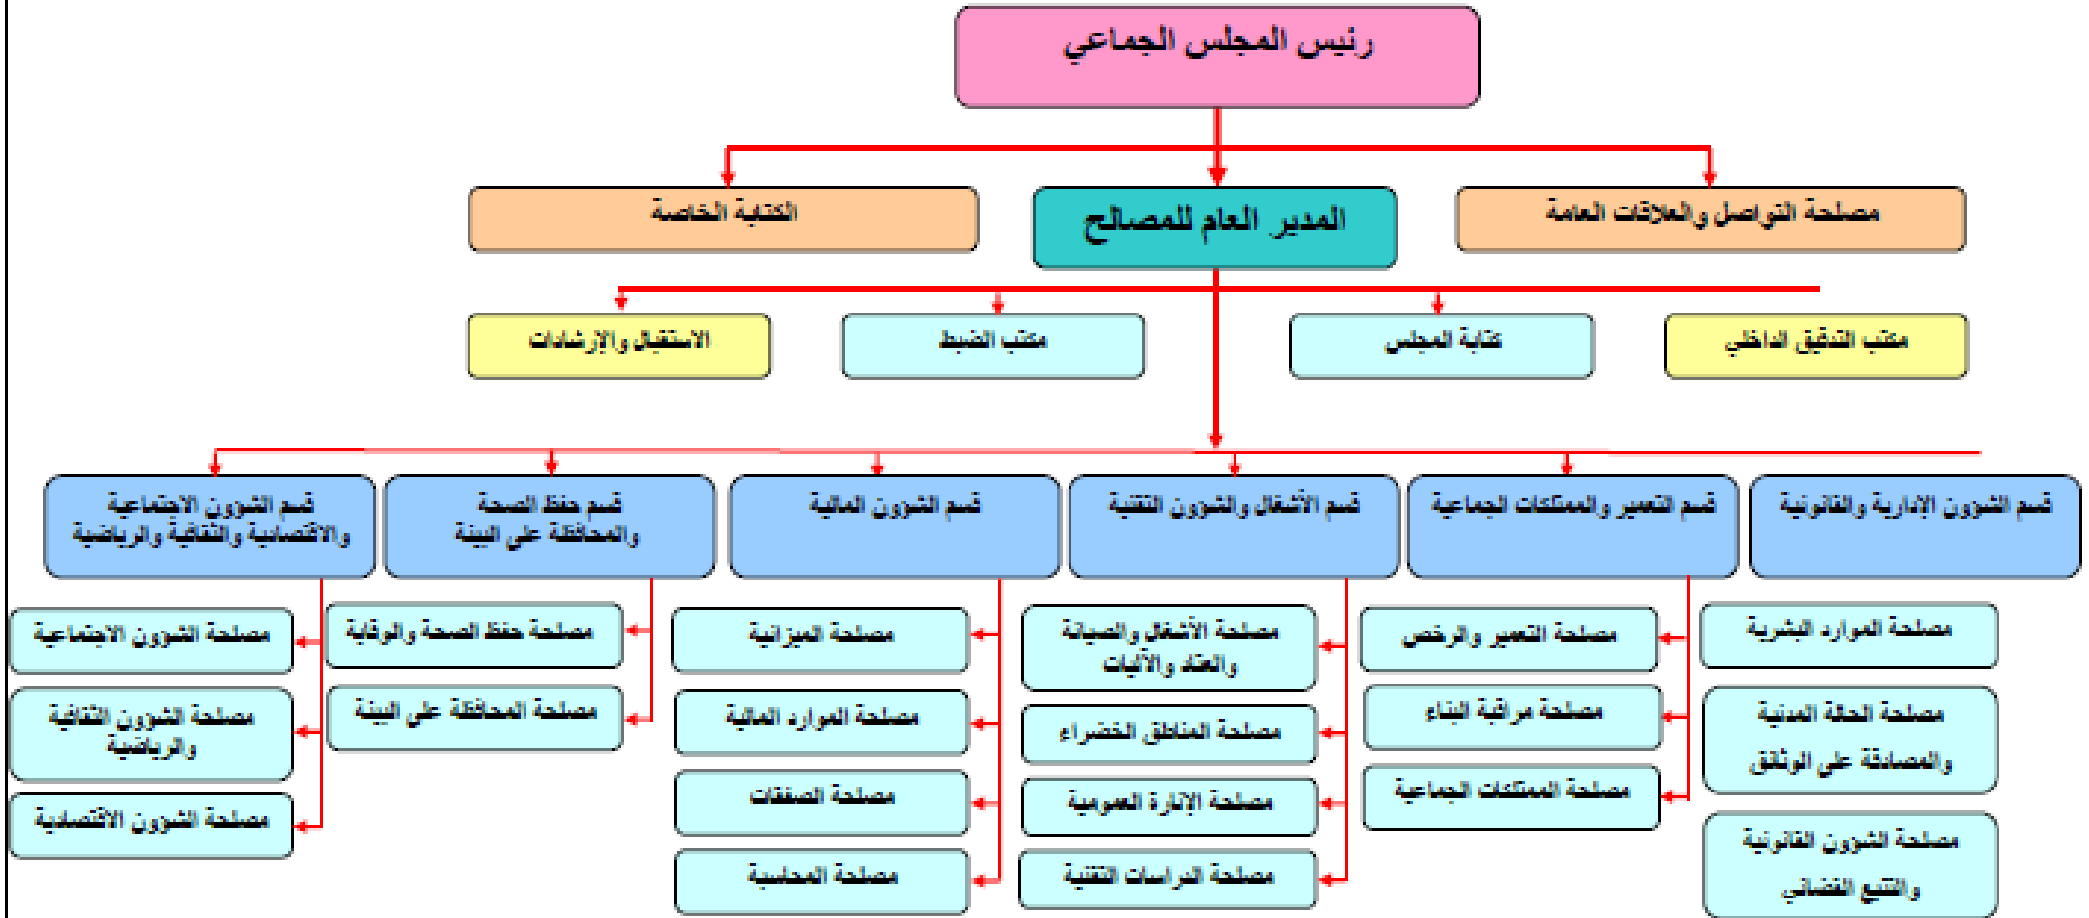 رئيس المجلس الجماعي
مصلحة التواصل والعلاقات العامة
المدير العام للمصالح
الكتابة الخاصة
مكتب التدقيق الداخلي
كتابة المجلس
مكتب الضبط
الاستقبال والإرشادات
قسم الشؤون الإدارية والقانونية
قسم التعمير والممتلكات الجماعية
قسم الأشغال والشؤون التقنية
قسم الشؤون المالية
قسم حفظ الصحة
والمحافظة على البيئة
قسم الشؤون الاجتماعية
والاقتصادية والثقافية والرياضية
مصلحة الموارد البشرية
مصلحة الحالة المدنية
والمصادقة على الوثائق
مصلحة الشؤون القانونية
والتتبع القضائي
مصلحة التعمير والرخص
مصلحة مراقبة البناء
مصلحة الممتلكات الجماعية
مصلحة الأشغال والصيانة
والعتاد والآليات
مصلحة المناطق الخضراء
مصلحة الإنارة العمومية
مصلحة الدراسات التقنية
مصلحة الميزانية
مصلحة الموارد المالية
مصلحة الصفقات
مصلحة المحاسبة
مصلحة حفظ الصحة والوقاية
مصلحة المحافظة على البيئة
مصلحة الشؤون الاجتماعية
مصلحة الشؤون الثقافية
والرياضية
مصلحة الشؤون الاقتصادية